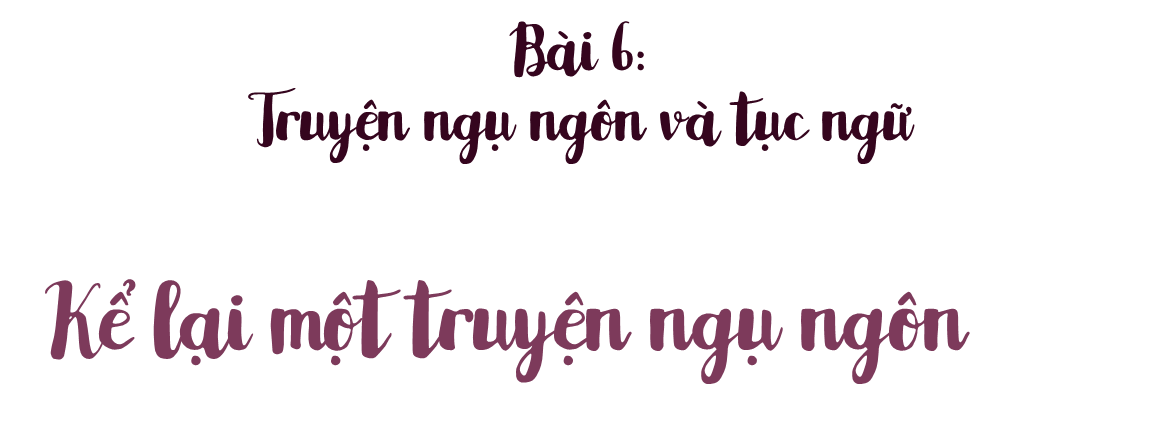 Bài 6:
Truyện ngụ ngôn và tục ngữ
Kể lại một truyện ngụ ngôn